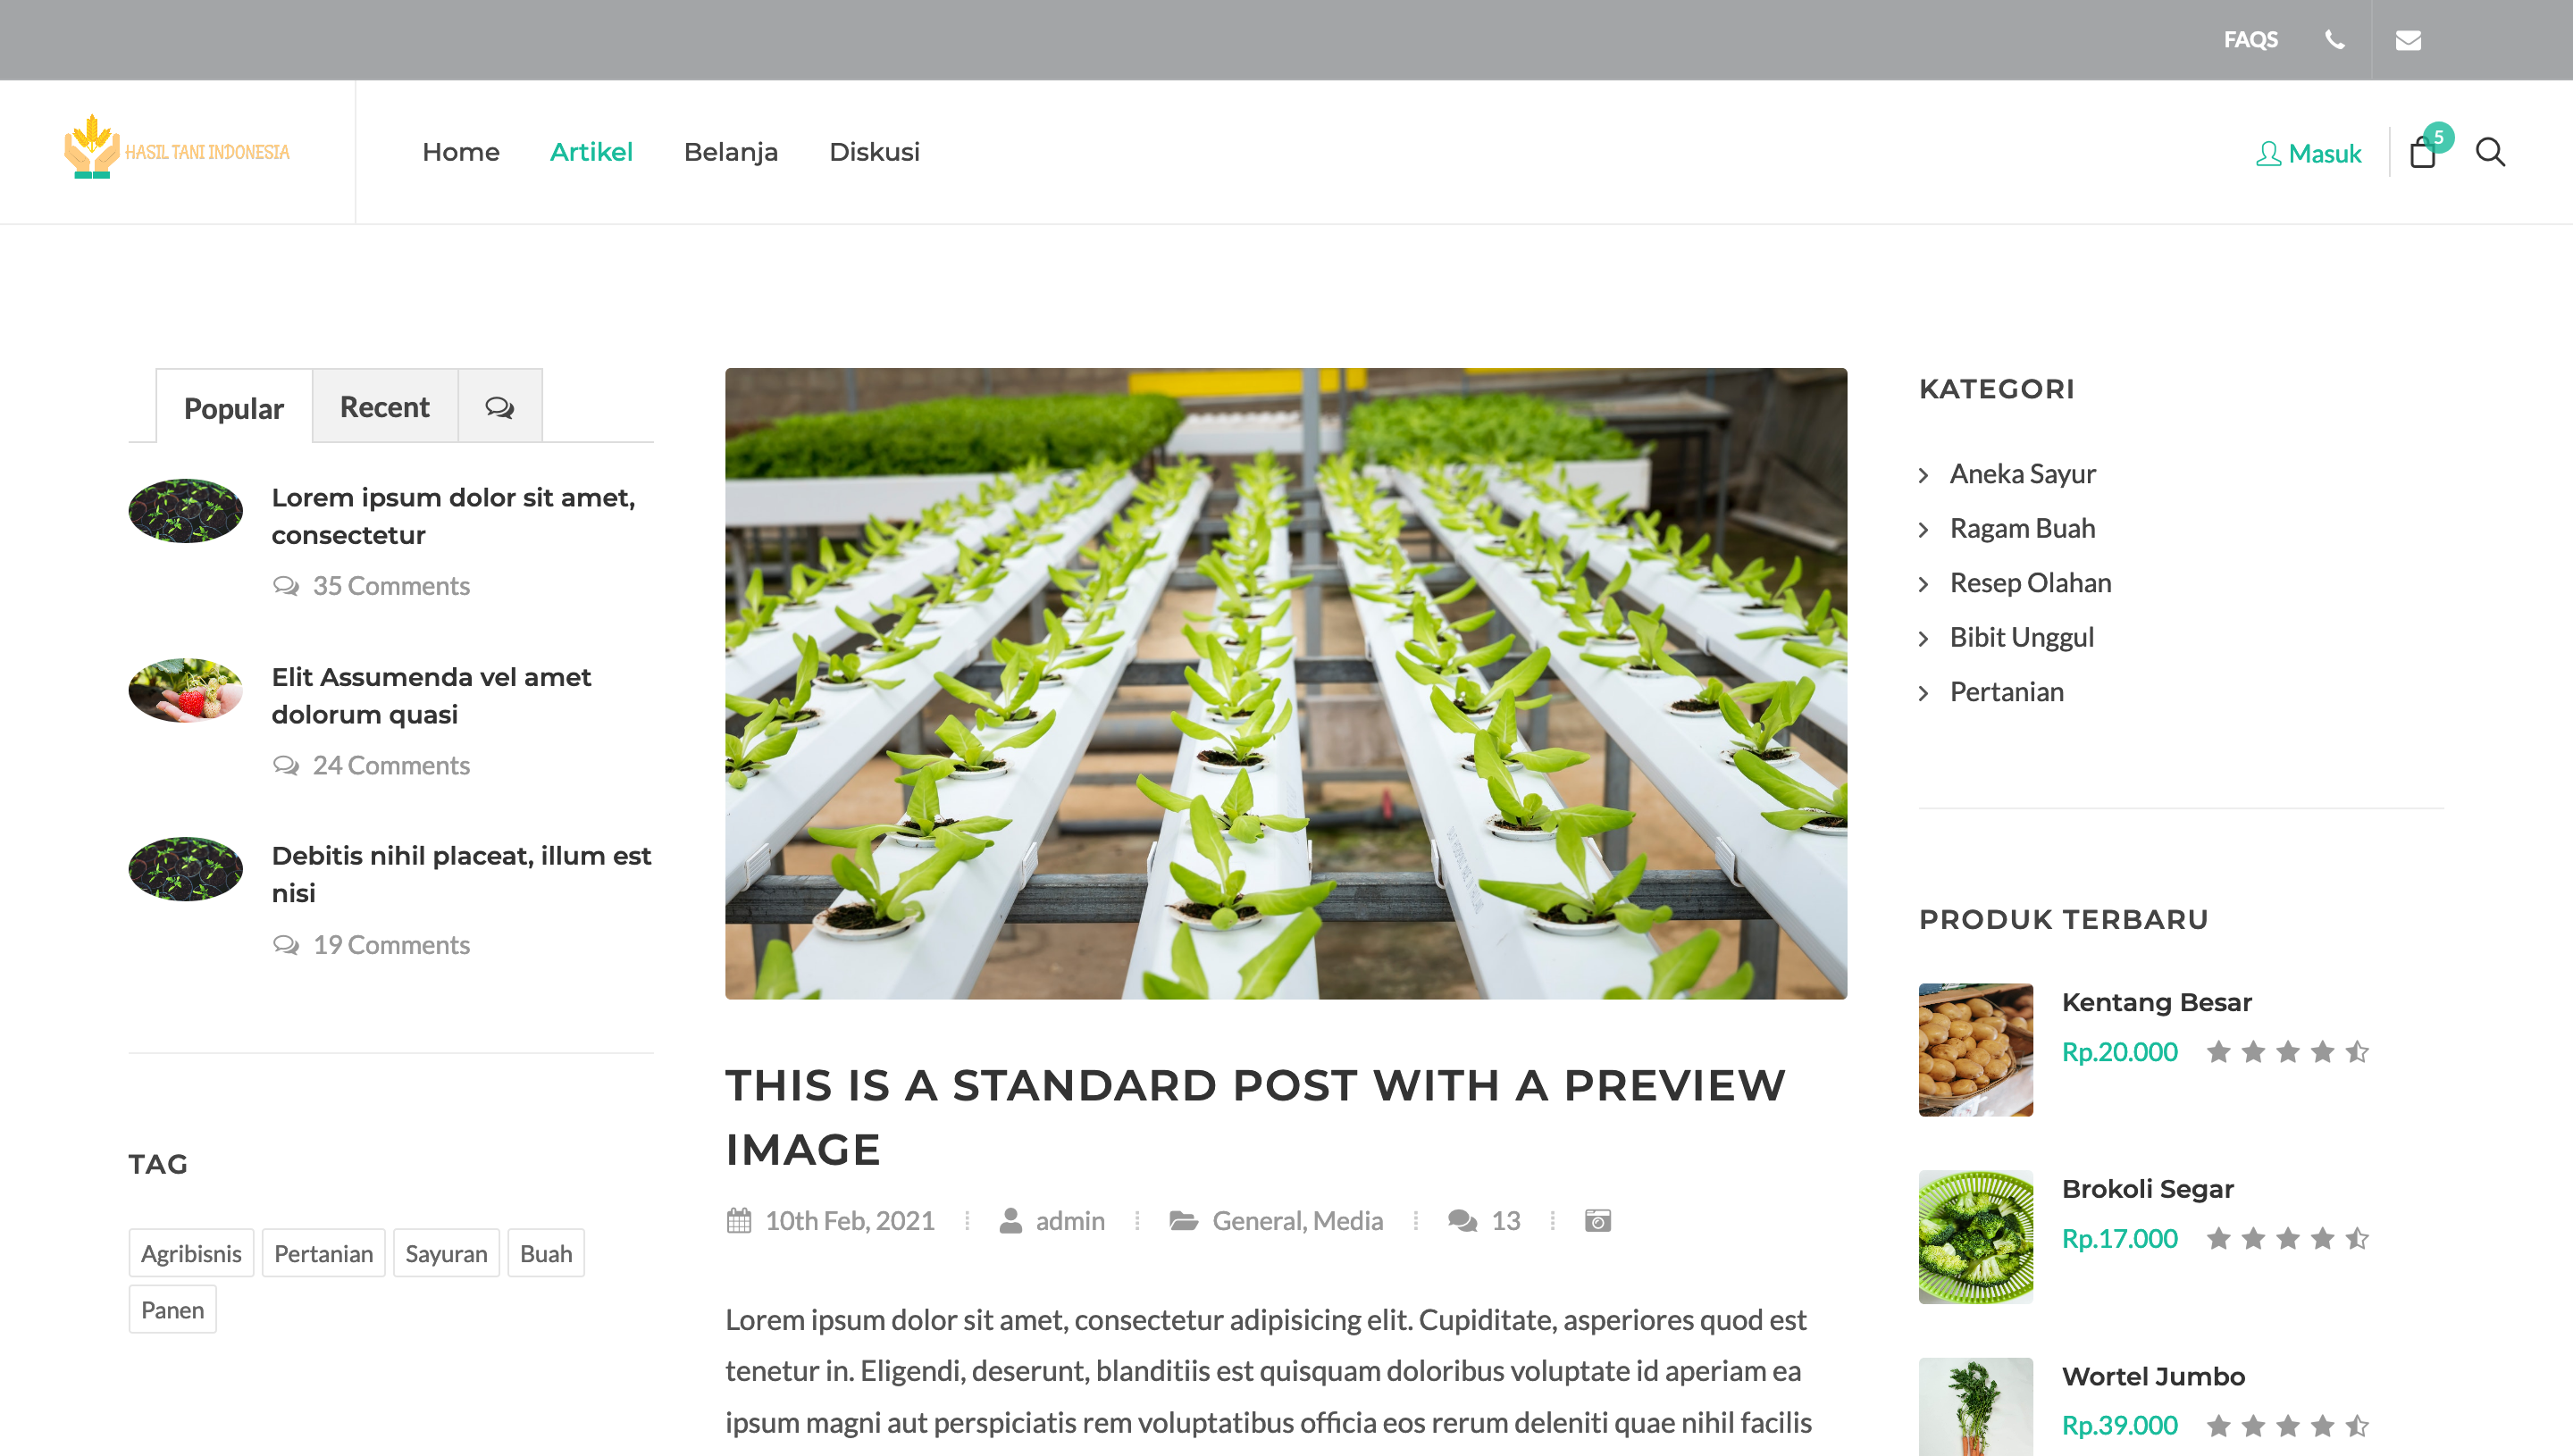 FAQS
HASIL TANI INDONESIA
Home
Artikel
Belanja
Diskusi
Masuk
5
Popular
Recent
Lorem ipsum dolor sit amet,
consectetur
35 Comments
Elit Assumenda vel amet
dolorum quasi
24 Comments
Debitis nihil placeat, illum est
nisi
19 Comments
TAG
Agribisnis
Pertanian
Sayuran
Buah
Panen
THIS IS A STANDARD POST WITH A PREVIEW
IMAGE
10th Feb, 2021
admin
General, Media
13
Lorem ipsum dolor sit amet, consectetur adipisicing elit. Cupiditate, asperiores quod est
tenetur in. Eligendi, deserunt, blanditiis est quisquam doloribus voluptate id aperiam ea
ipsum magni aut perspiciatis rem voluptatibus officia eos rerum deleniti quae nihil facilis
KATEGORI
Aneka Sayur
Ragam Buah
Resep Olahan
Bibit Unggul
Pertanian
PRODUK TERBARU
Kentang Besar
Rp.20.000
Brokoli Segar
Rp.17.000
Wortel Jumbo
Rp.39.000